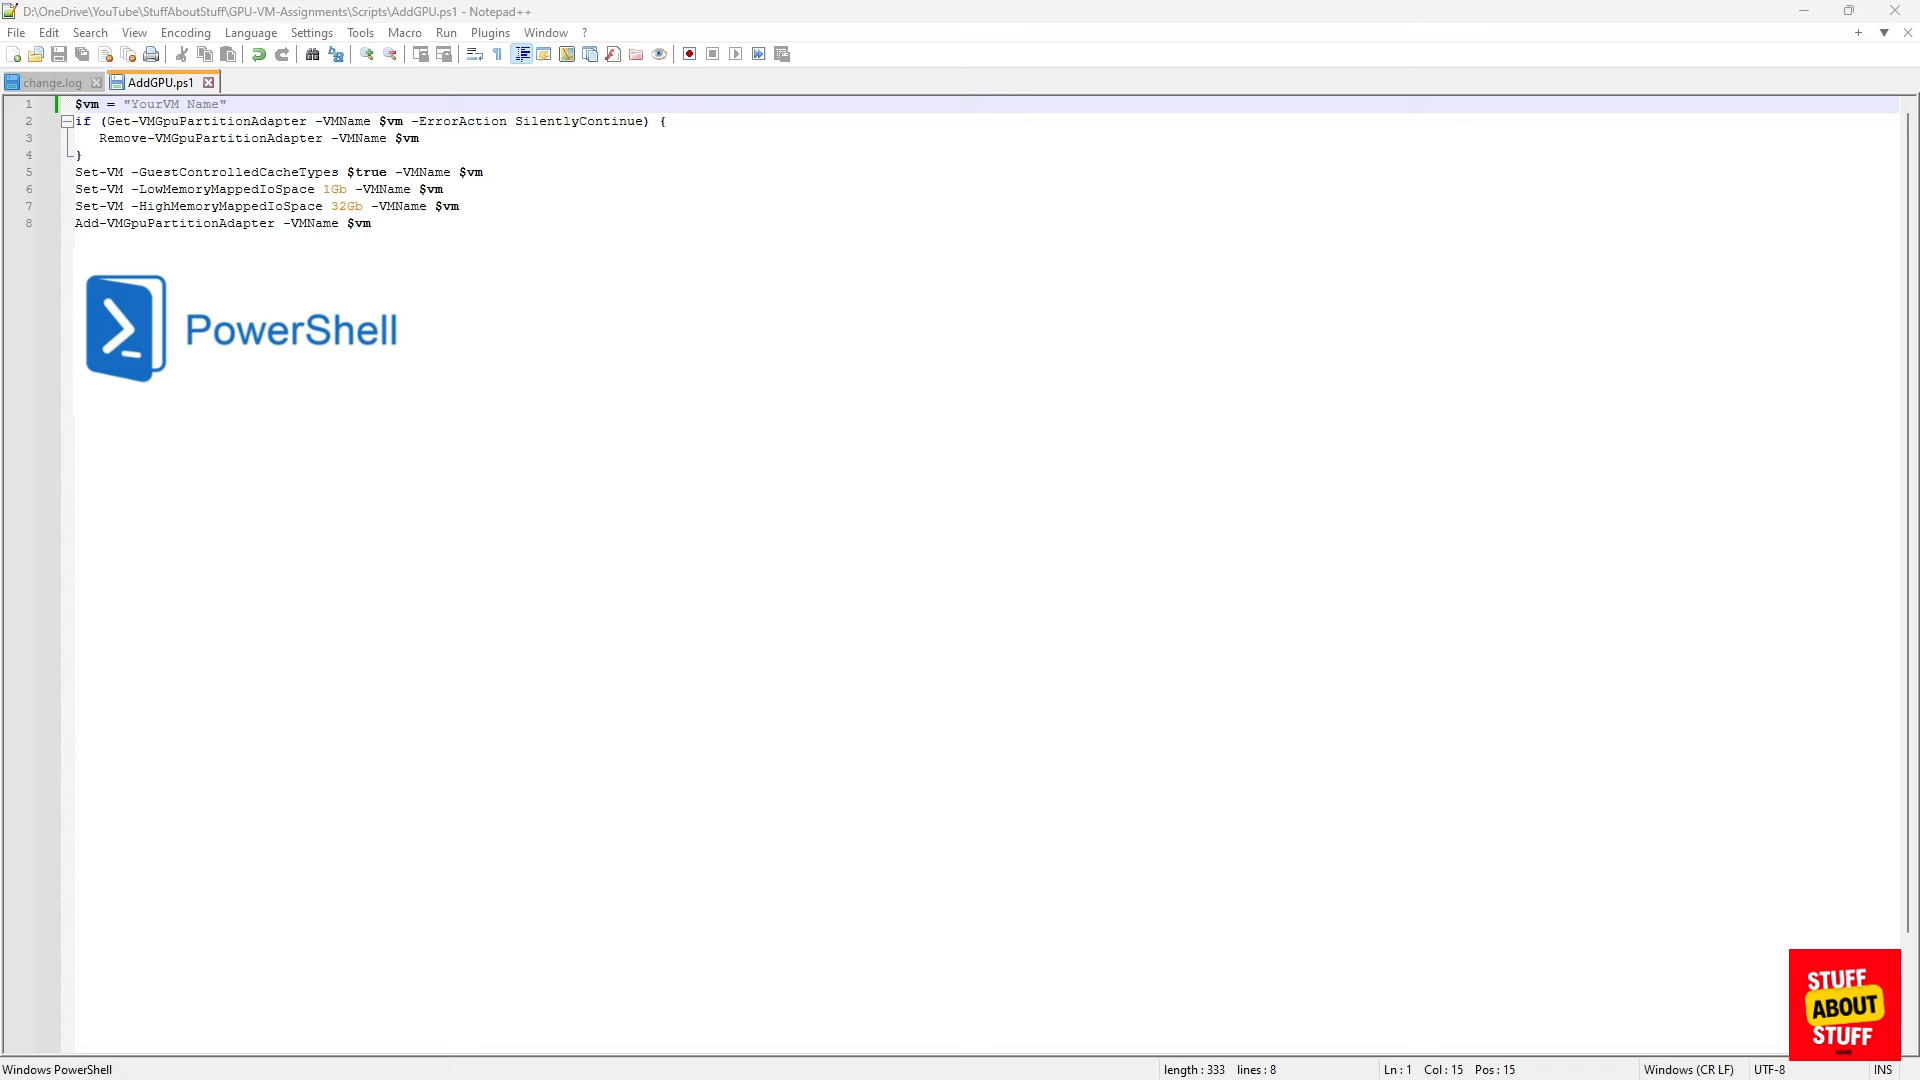 D:\OneDrive\YouTube\StuffAboutStuff\GPU-VM-Assignments\Scripts\AddGPU.ps1 - Notepad++
File Edit Search View Encoding Language Settings Tools Macro Run Plugins Window ?
change.log AddGPU.ps1
1 $vm = "YourVM Name"
2 if (Get-VMGpuPartitionAdapter -VMName $vm -ErrorAction SilentlyContinue) {
3 Remove-VMGpuPartitionAdapter -VMName $vm
4 }
5 Set-VM -GuestControlledCacheTypes $true -VMName $vm
6 Set-VM -LowMemoryMappedIoSpace 1Gb -VMName $vm
7 Set-VM -HighMemoryMappedIoSpace 32Gb -VMName $vm
8 Add-VMGpuPartitionAdapter -VMName $vm
PowerShell
STUFF
ABOUT
STUFF
Windows PowerShell length : 333 lines : 8 Ln : 1 Col : 15 Pos : 15 Windows (CR LF) UTF-8 INS